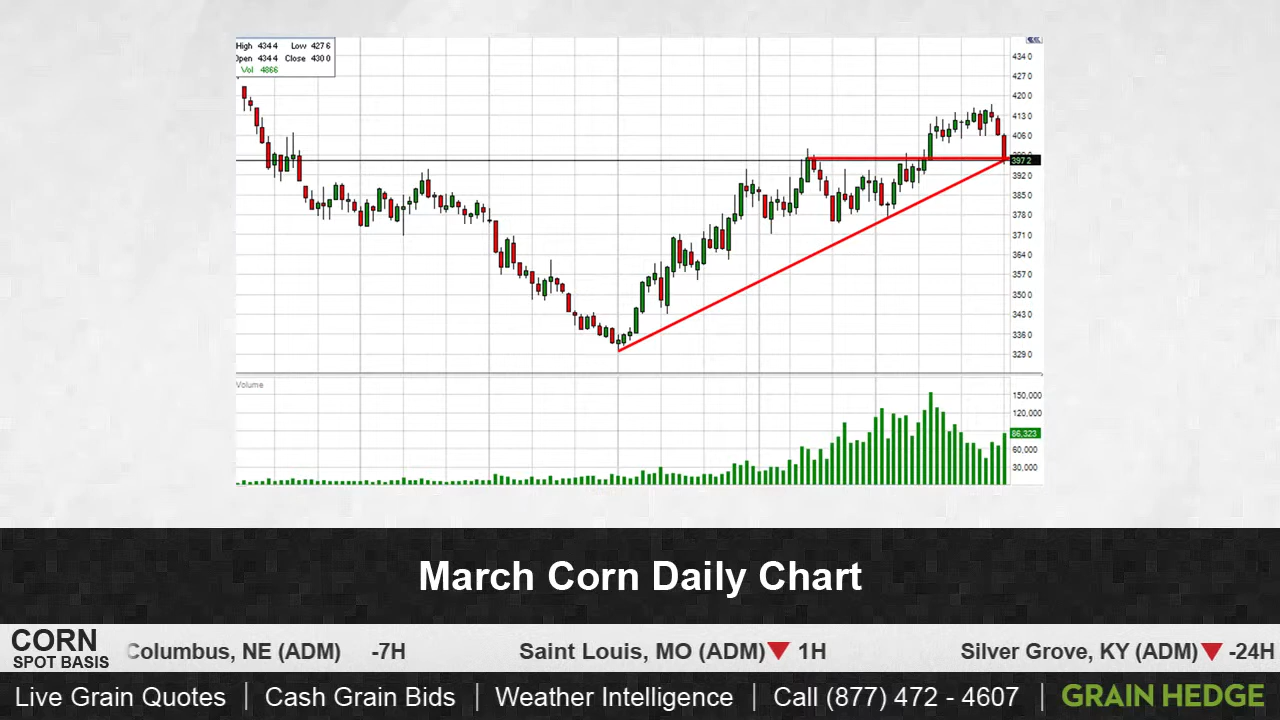 High 434 4 Low 427 6
Open 434 4 Close 430 0
Vol 4866
434 0
427 0
420 0
413 0
406 0
397 2
392 0
385 0
378 0
371 0
364 0
357 0
350 0
343 0
336 0
329 0
Volume
150,000
120,000
86,323
60,000
30,000
March Corn Daily Chart
CORN
SPOT BASIS
Columbus, NE (ADM) -7H Saint Louis, MO (ADM) 1H Silver Grove, KY (ADM) -24H
Live Grain Quotes | Cash Grain Bids | Weather Intelligence | Call (877) 472 - 4607 | GRAIN HEDGE